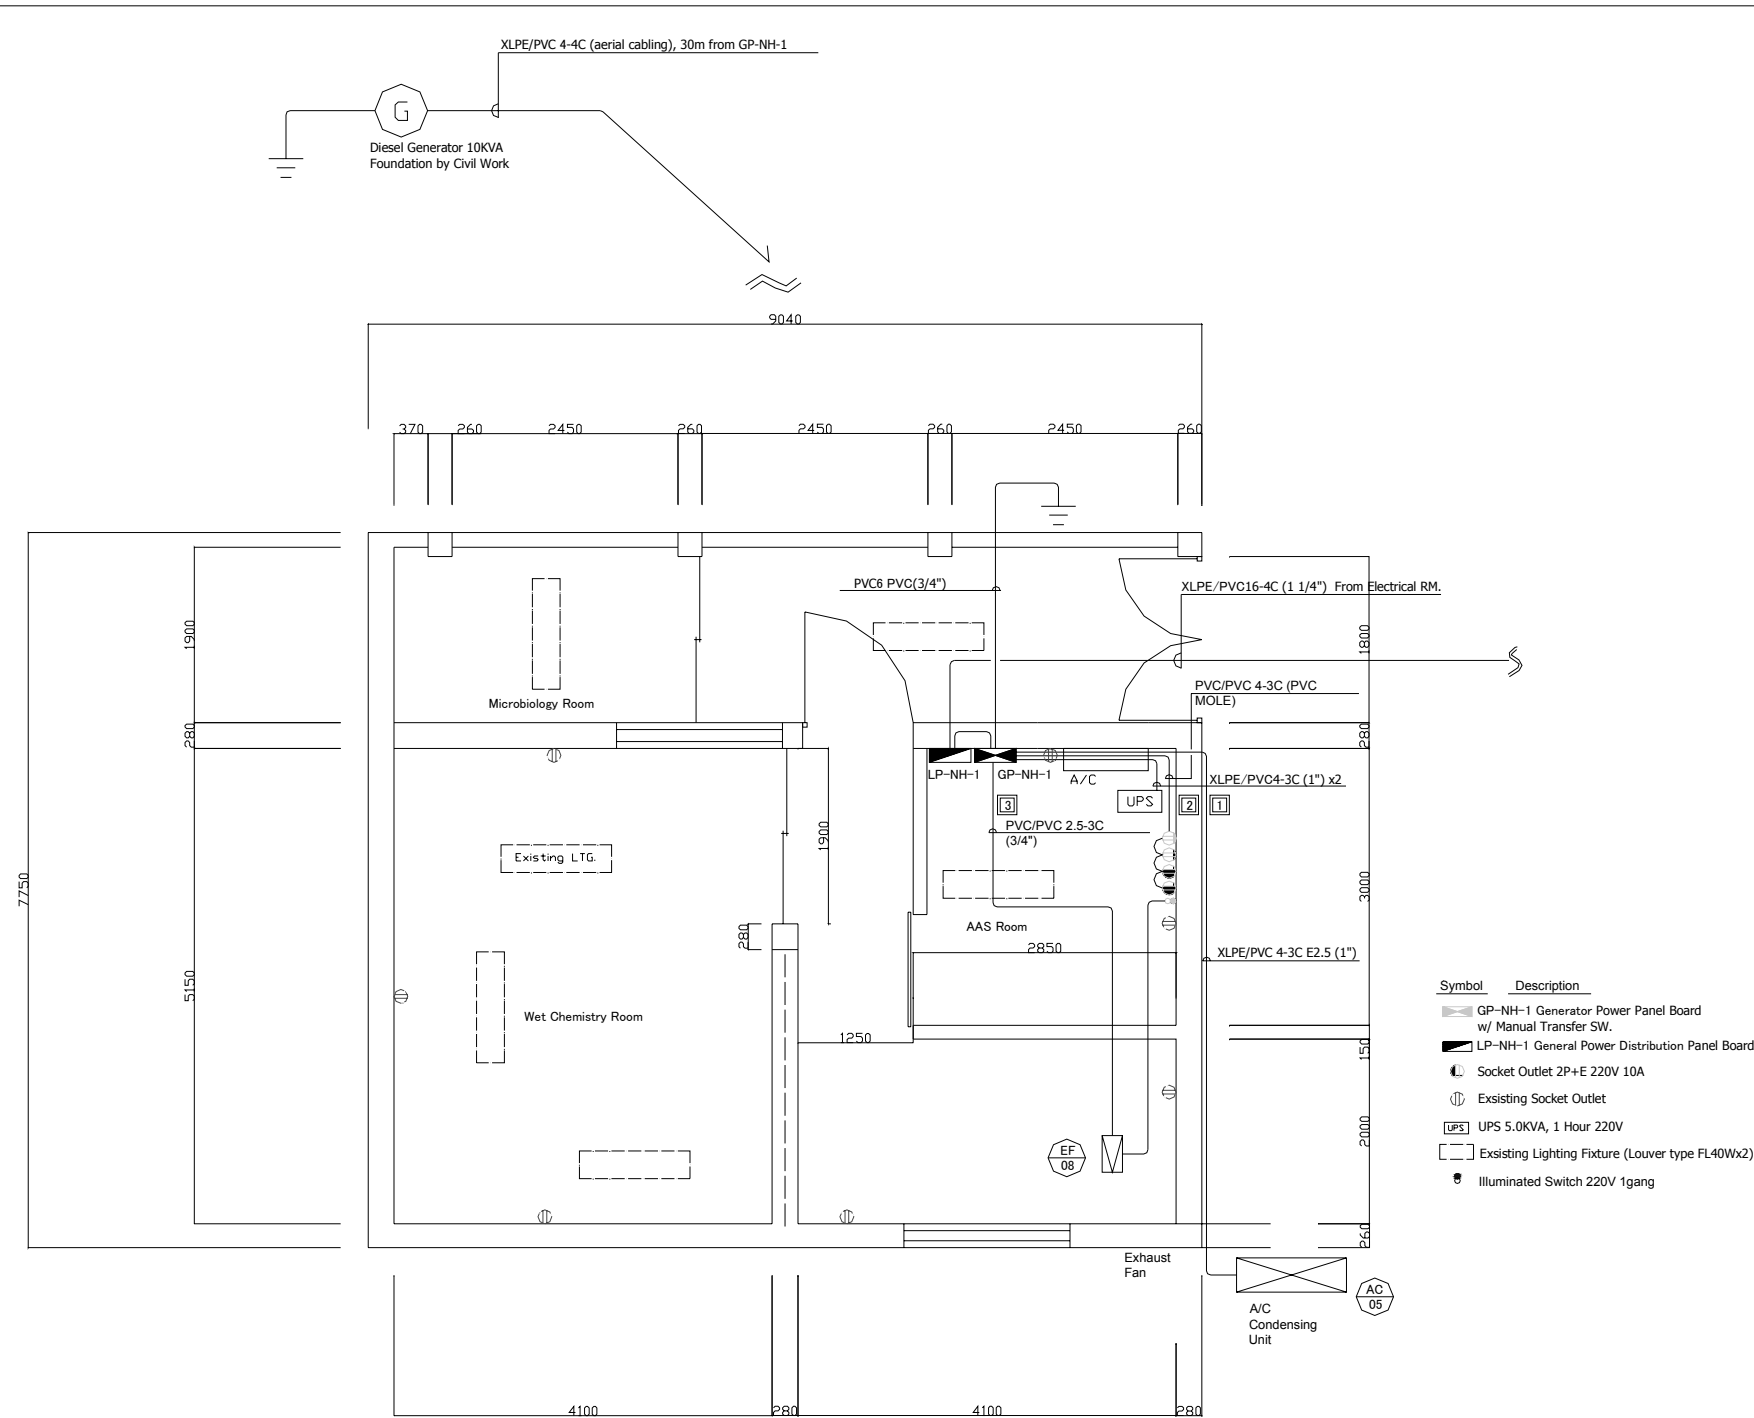 XLPE/PVC 4-4C (aerial cabling), 30m from GP-NH-1
G
Diesel Generator 10KVA
Foundation by Civil Work
9040
370 260 2450 260 2450 260 2450 260
PVC6 PVC(3/4")
XLPE/PVC16-4C (1 1/4") From Electrical RM.
1900
1800
PVC/PVC 4-3C (PVC
MOLE)
Microbiology Room
280
280
LP-NH-1 GP-NH-1
A/C
XLPE/PVC4-3C (1") x2
UPS
3
2
1
PVC/PVC 2.5-3C
(3/4")
1900
Existing LTG.
7750
3000
AAS Room
280
2850
XLPE/PVC 4-3C E2.5 (1")
5150
Wet Chemistry Room
1250
150
2000
EF
08
260
Exhaust
Fan
AC
05
A/C
Condensing
Unit
4100 280 4100 280
Symbol Description
GP-NH-1 Generator Power Panel Board
w/ Manual Transfer SW.
LP-NH-1 General Power Distribution Panel Board
Socket Outlet 2P+E 220V 10A
Exsisting Socket Outlet
UPS UPS 5.0KVA, 1 Hour 220V
Exsisting Lighting Fixture (Louver type FL40Wx2)
Illuminated Switch 220V 1gang